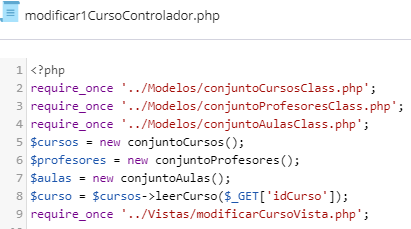 modificar1CursoControlador.php
1 <?php
2 require_once '../Modelos/conjuntoCursosClass.php';
3 require_once '../Modelos/conjuntoProfesoresClass.php';
4 require_once '../Modelos/conjuntoAulasClass.php';
5 $cursos = new conjuntoCursos();
6 $profesores = new conjuntoProfesores();
7 $aulas = new conjuntoAulas();
8 $curso = $cursos->leerCurso($_GET['idCurso']);
9 require_once '../Vistas/modificarCursoVista.php';